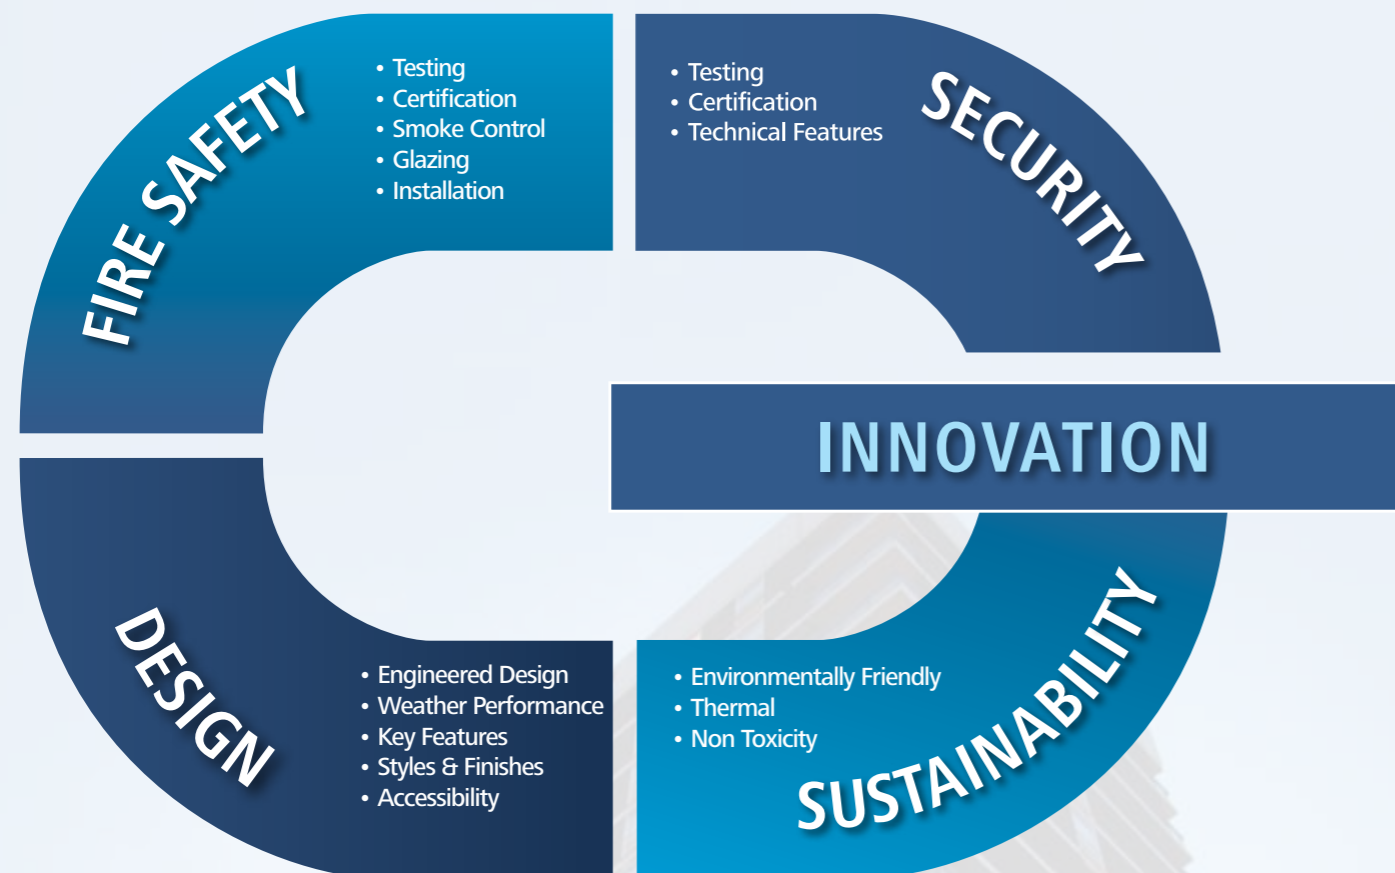 FIRE SAFETY
• Testing
• Certification
• Smoke Control
• Glazing
• Installation
SECURITY
• Testing
• Certification
• Technical Features
INNOVATION
DESIGN
• Engineered Design
• Weather Performance
• Key Features
• Styles & Finishes
• Accessibility
SUSTAINABILITY
• Environmentally Friendly
• Thermal
• Non Toxicity